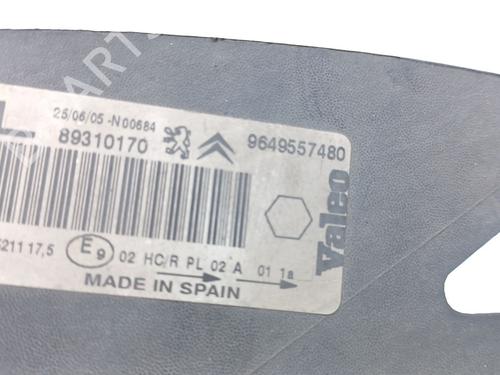 L
25/06/05 -N00684
89310170
9649557480
5211 17,5
E9
02 HC/R PL 02 A 01 1a
MADE IN SPAIN
Valeo